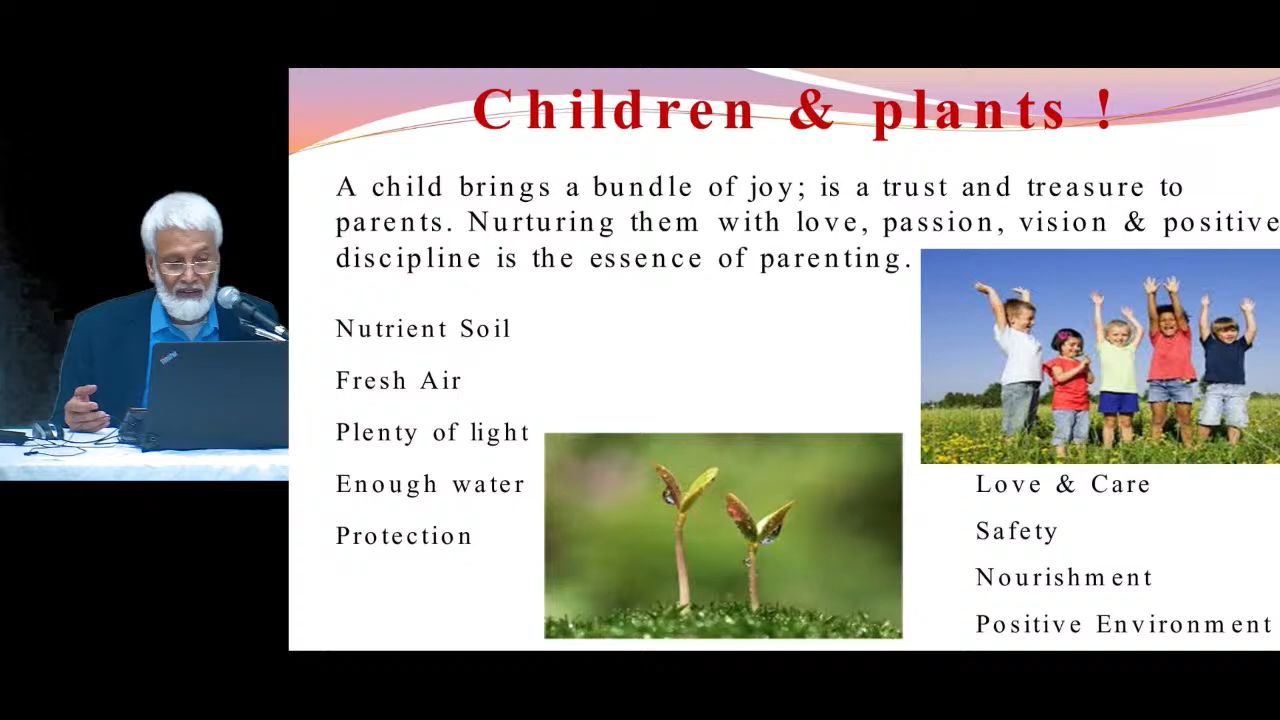 Children & plants !
A child brings a bundle of joy; is a trust and treasure to
parents. Nurturing them with love, passion, vision & positive
discipline is the essence of parenting.
Nutrient Soil
Fresh Air
Plenty of light
Enough water
Protection
Love & Care
Safety
Nourishment
Positive Environment
ThinkPad